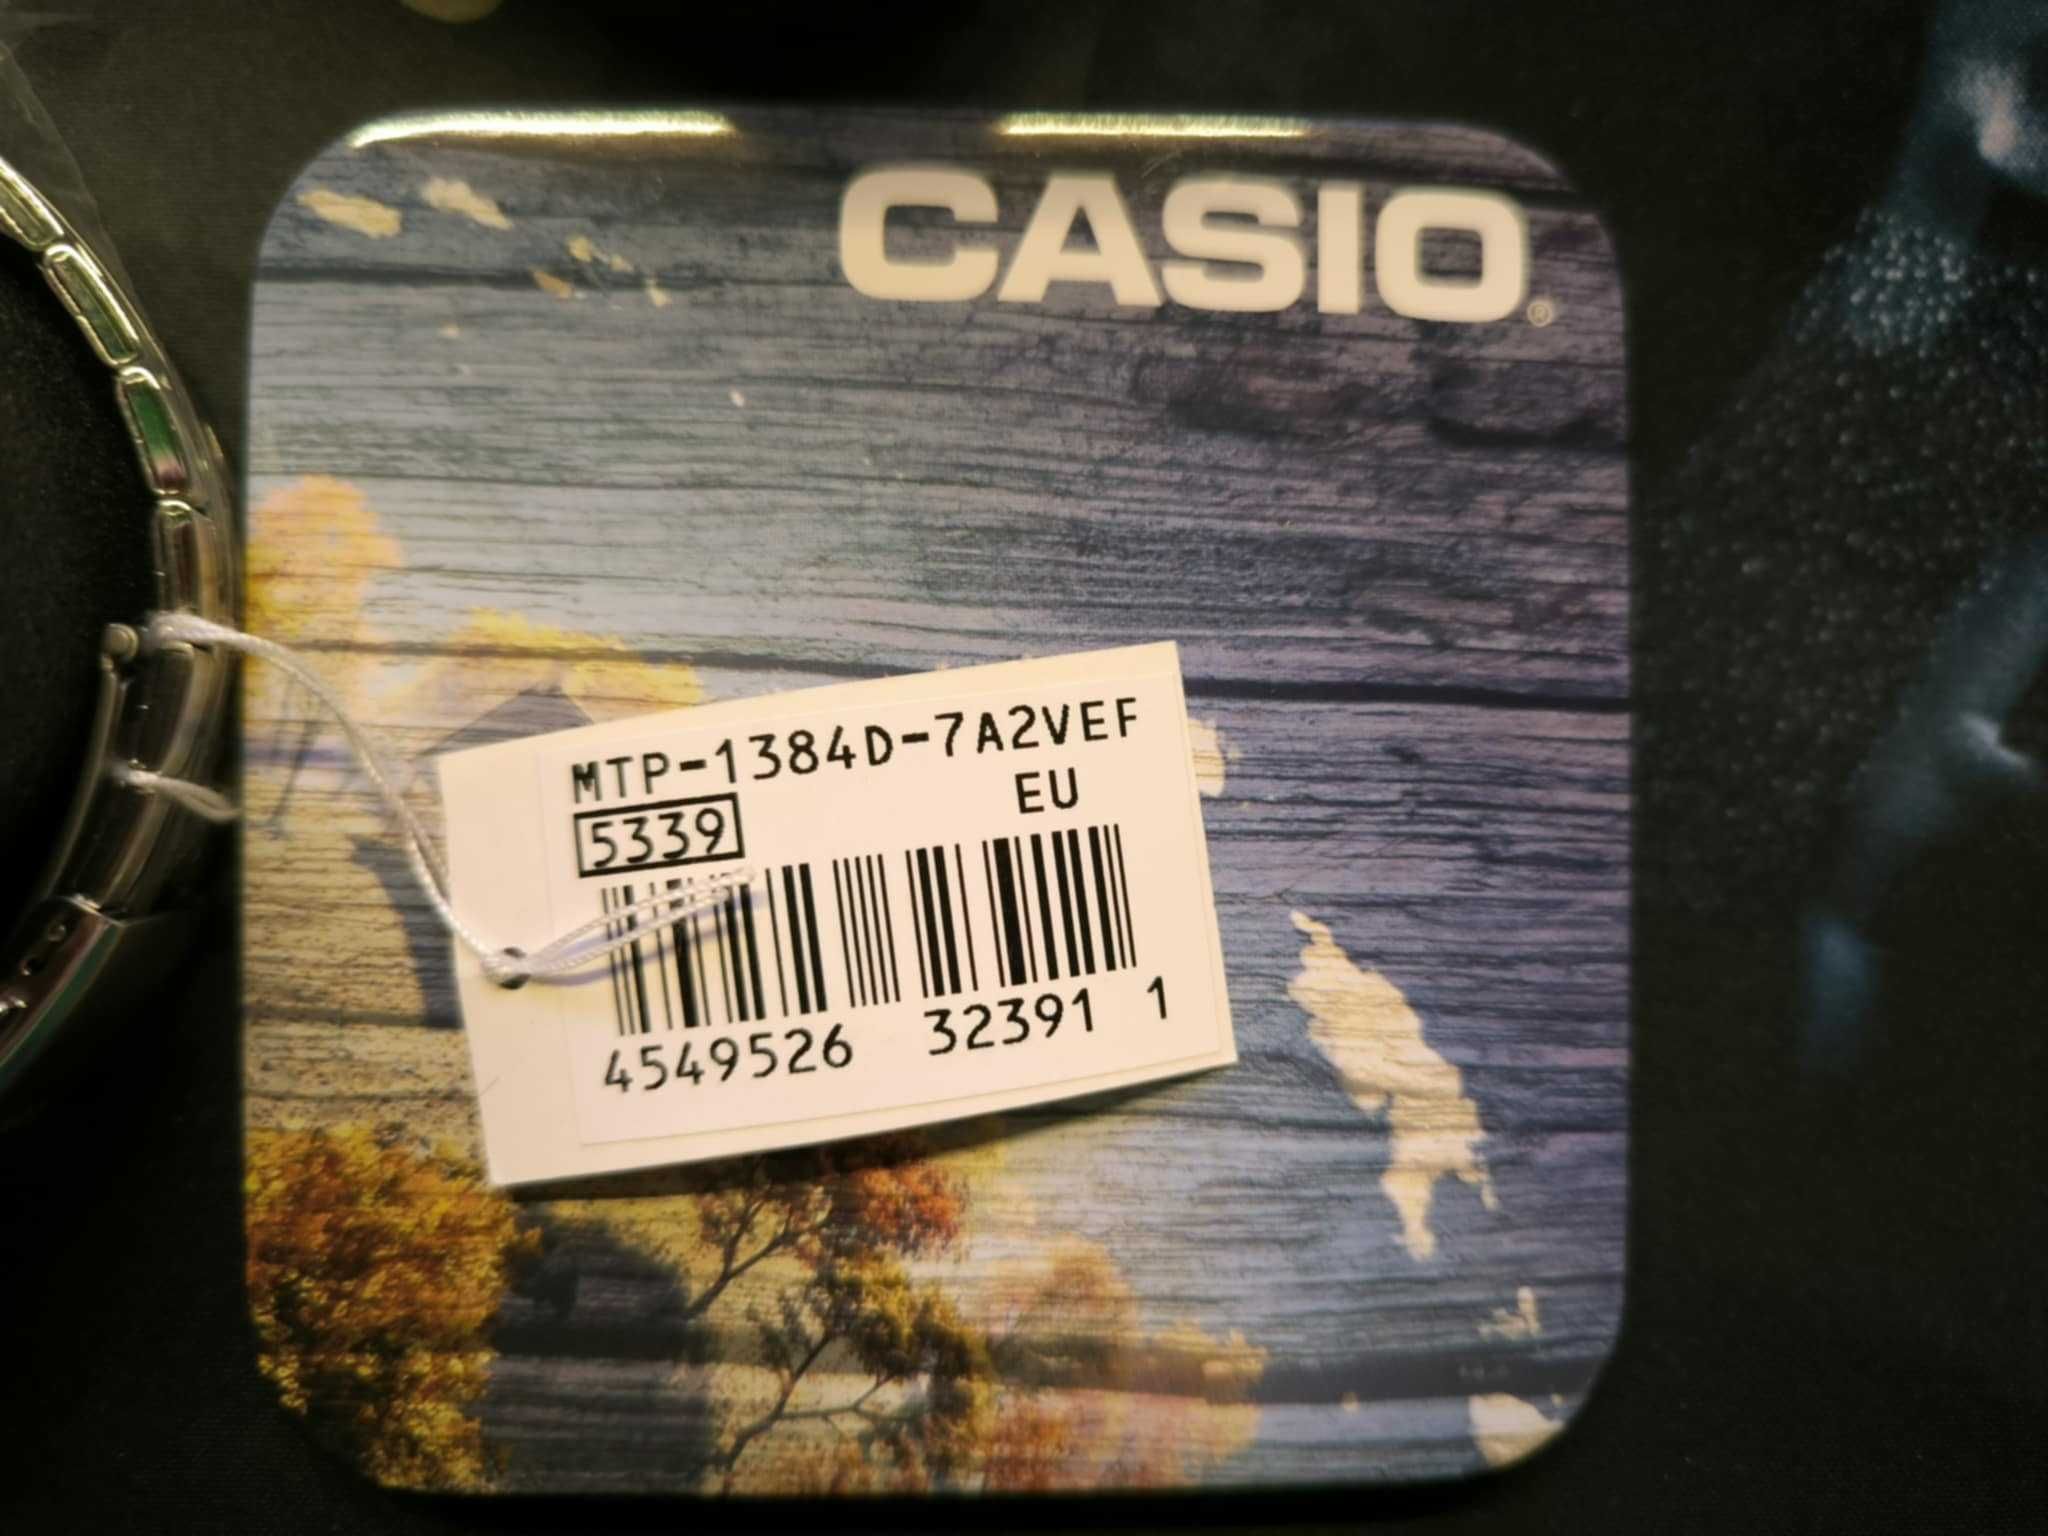 CASIO®
MTP-1384D-7A2VEF
EU
5339
4549526 32391 1